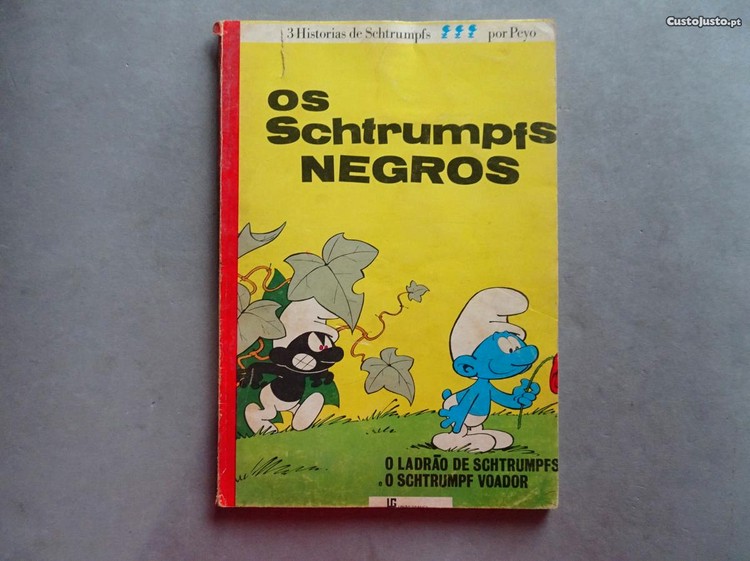 CustoJusto.pt
3 Historias de Schtrumpfs por Peyo
os
Schtrumpfs
NEGROS
O LADRÃO DE SCHTRUMPFS
e O SCHTRUMPF VOADOR